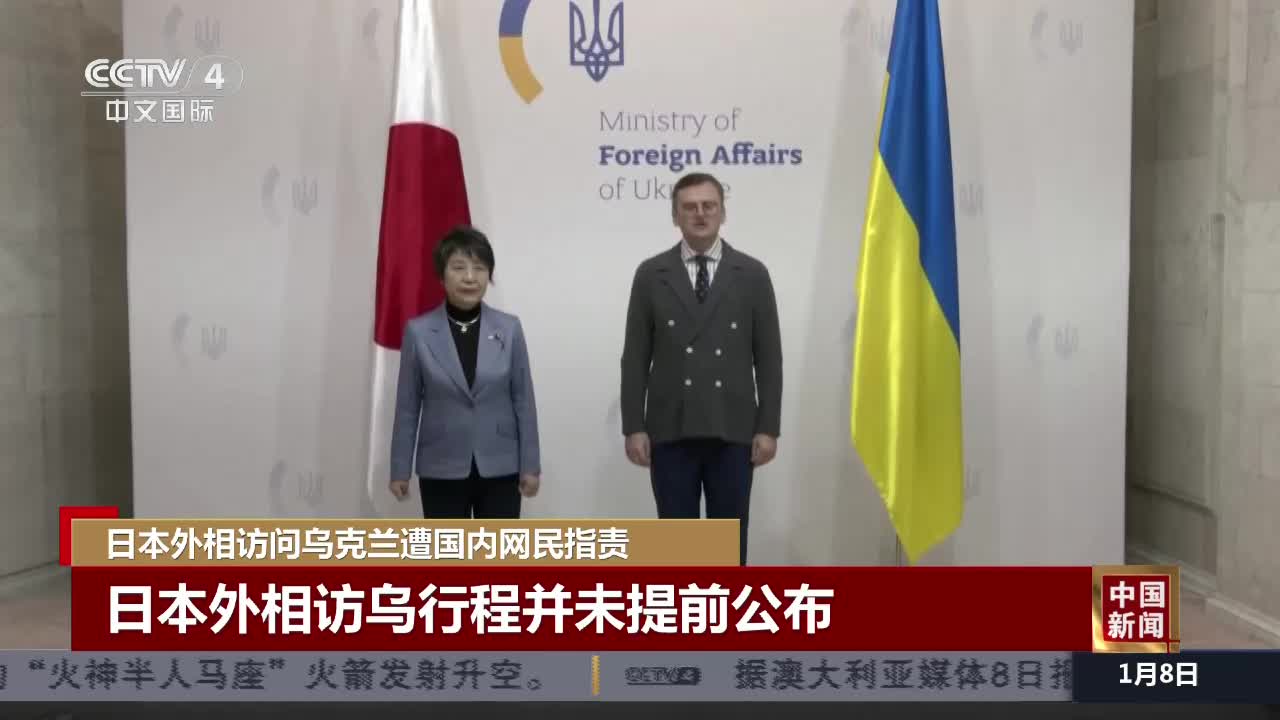 CCTV 4
中文国际
Ministry of
Foreign Affairs
of Ukr e
日本外相访问乌克兰遭国内网民指责
日本外相访乌行程并未提前公布
中国
新闻
“火神半人马座”火箭发射升空。 CCTV 4 据澳大利亚媒体8日
1月8日